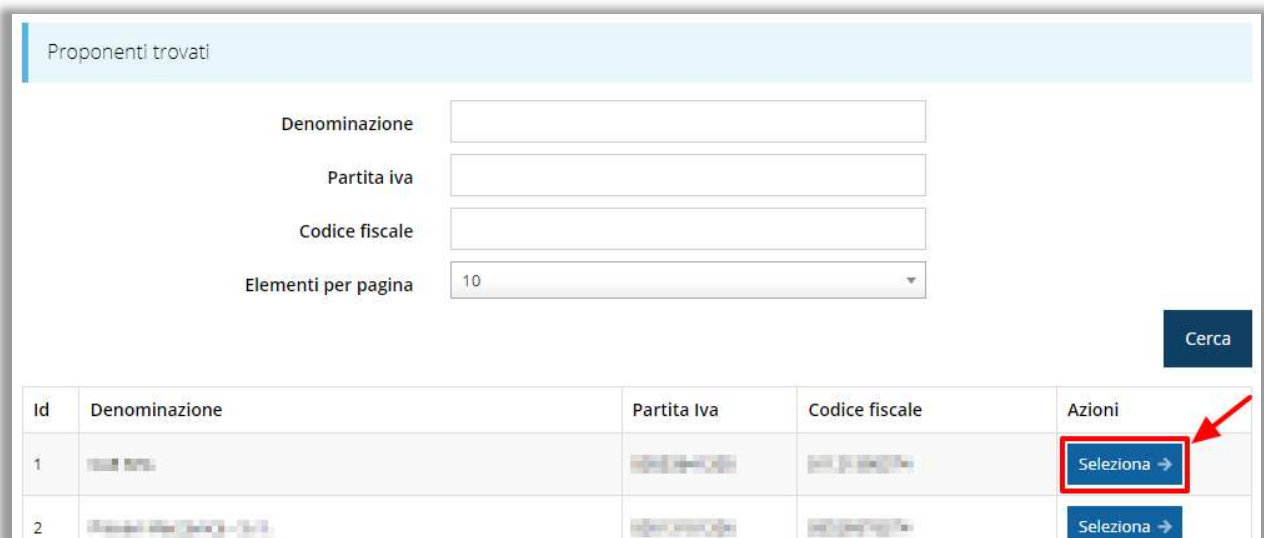 Proponenti trovati
Denominazione
Partita iva
Codice fiscale
Elementi per pagina 10
Cerca
Id Denominazione Partita Iva Codice fiscale Azioni
1 Seleziona →
2 Seleziona →